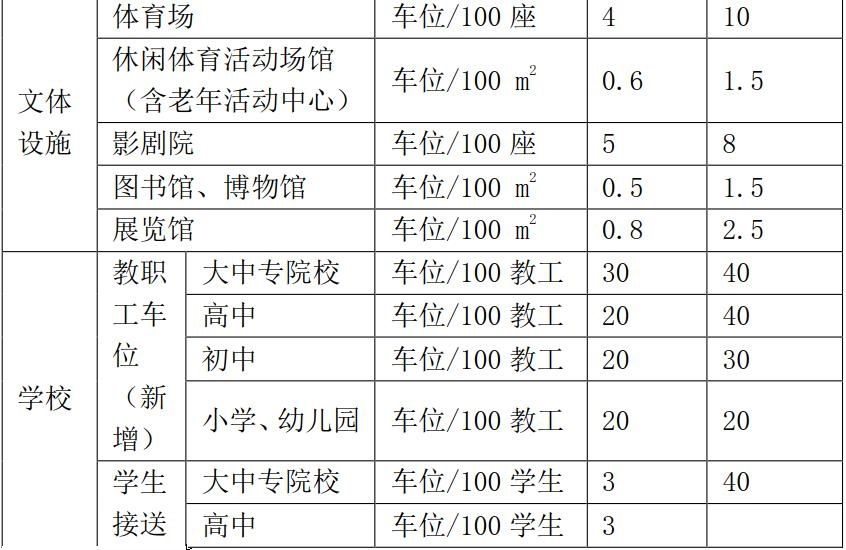 体育场 车位/100 座 4 10
文体设施 休闲体育活动场馆（含老年活动中心） 车位/100 m² 0.6 1.5
影剧院 车位/100 座 5 8
图书馆、博物馆 车位/100 m² 0.5 1.5
展览馆 车位/100 m² 0.8 2.5
学校 教职工车位（新增） 大中专院校 车位/100 教工 30 40
高中 车位/100 教工 20 40
初中 车位/100 教工 20 30
小学、幼儿园 车位/100 教工 20 20
学生接送 大中专院校 车位/100 学生 3 40
高中 车位/100 学生 3